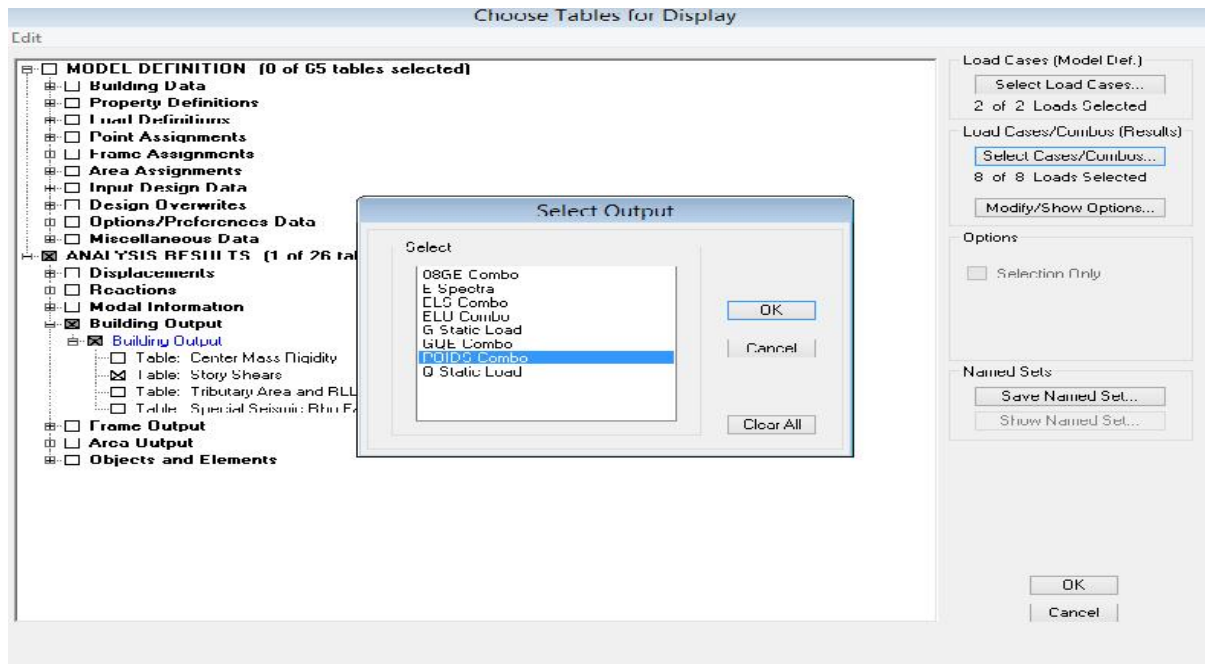 Choose Tables for Display
Edit
MODEL DEFINITION (0 of 65 tables selected)
Building Data
Property Definitions
Load Definitions
Point Assignments
Frame Assignments
Area Assignments
Input Design Data
Design Overwrites
Options/Preferences Data
Miscellaneous Data
ANALYSIS RESULTS (1 of 26 tal
Displacements
Reactions
Modal Information
Building Output
Building Output
Table: Center Mass Rigidity
Table: Story Shears
Table: Tributary Area and RLL
Table: Special Seismic Rho Fa
Frame Output
Area Output
Objects and Elements
Select Output
Select
08GE Combo
E Spectra
ELS Combo
ELU Combo
G Static Load
GQE Combo
POIDS Combo
Q Static Load
OK
Cancel
Clear All
Load Cases (Model Def.)
Select Load Cases...
2 of 2 Loads Selected
Load Cases/Combos (Results)
Select Cases/Combos...
8 of 8 Loads Selected
Modify/Show Options...
Options
Selection Only
Named Sets
Save Named Set...
Show Named Set...
OK
Cancel